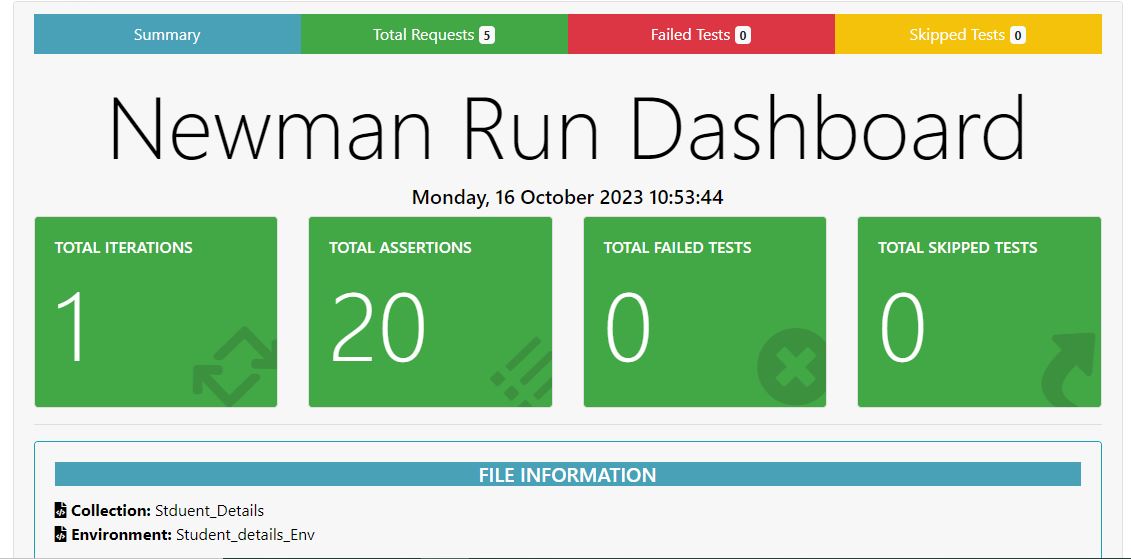 Summary
Total Requests 5
Failed Tests 0
Skipped Tests 0
Newman Run Dashboard
Monday, 16 October 2023 10:53:44
TOTAL ITERATIONS
1
TOTAL ASSERTIONS
20
TOTAL FAILED TESTS
0
TOTAL SKIPPED TESTS
0
FILE INFORMATION
Collection: Stduent_Details
Environment: Student_details_Env